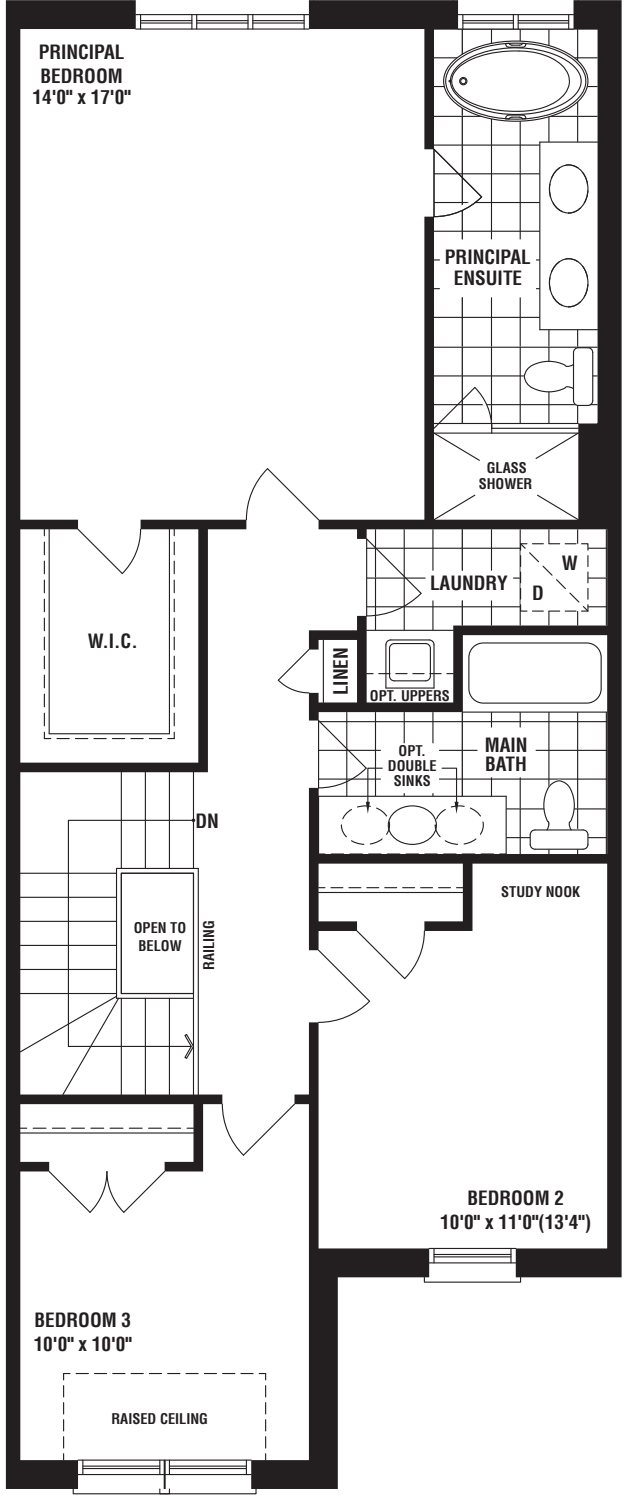 PRINCIPAL
BEDROOM
14'0" x 17'0"
PRINCIPAL
ENSUITE
GLASS
SHOWER
W.I.C.
LAUNDRY
W
D
LINEN
OPT. UPPERS
OPT.
DOUBLE
SINKS
MAIN
BATH
DN
OPEN TO
BELOW
RAILING
STUDY NOOK
BEDROOM 2
10'0" x 11'0"(13'4")
BEDROOM 3
10'0" x 10'0"
RAISED CEILING